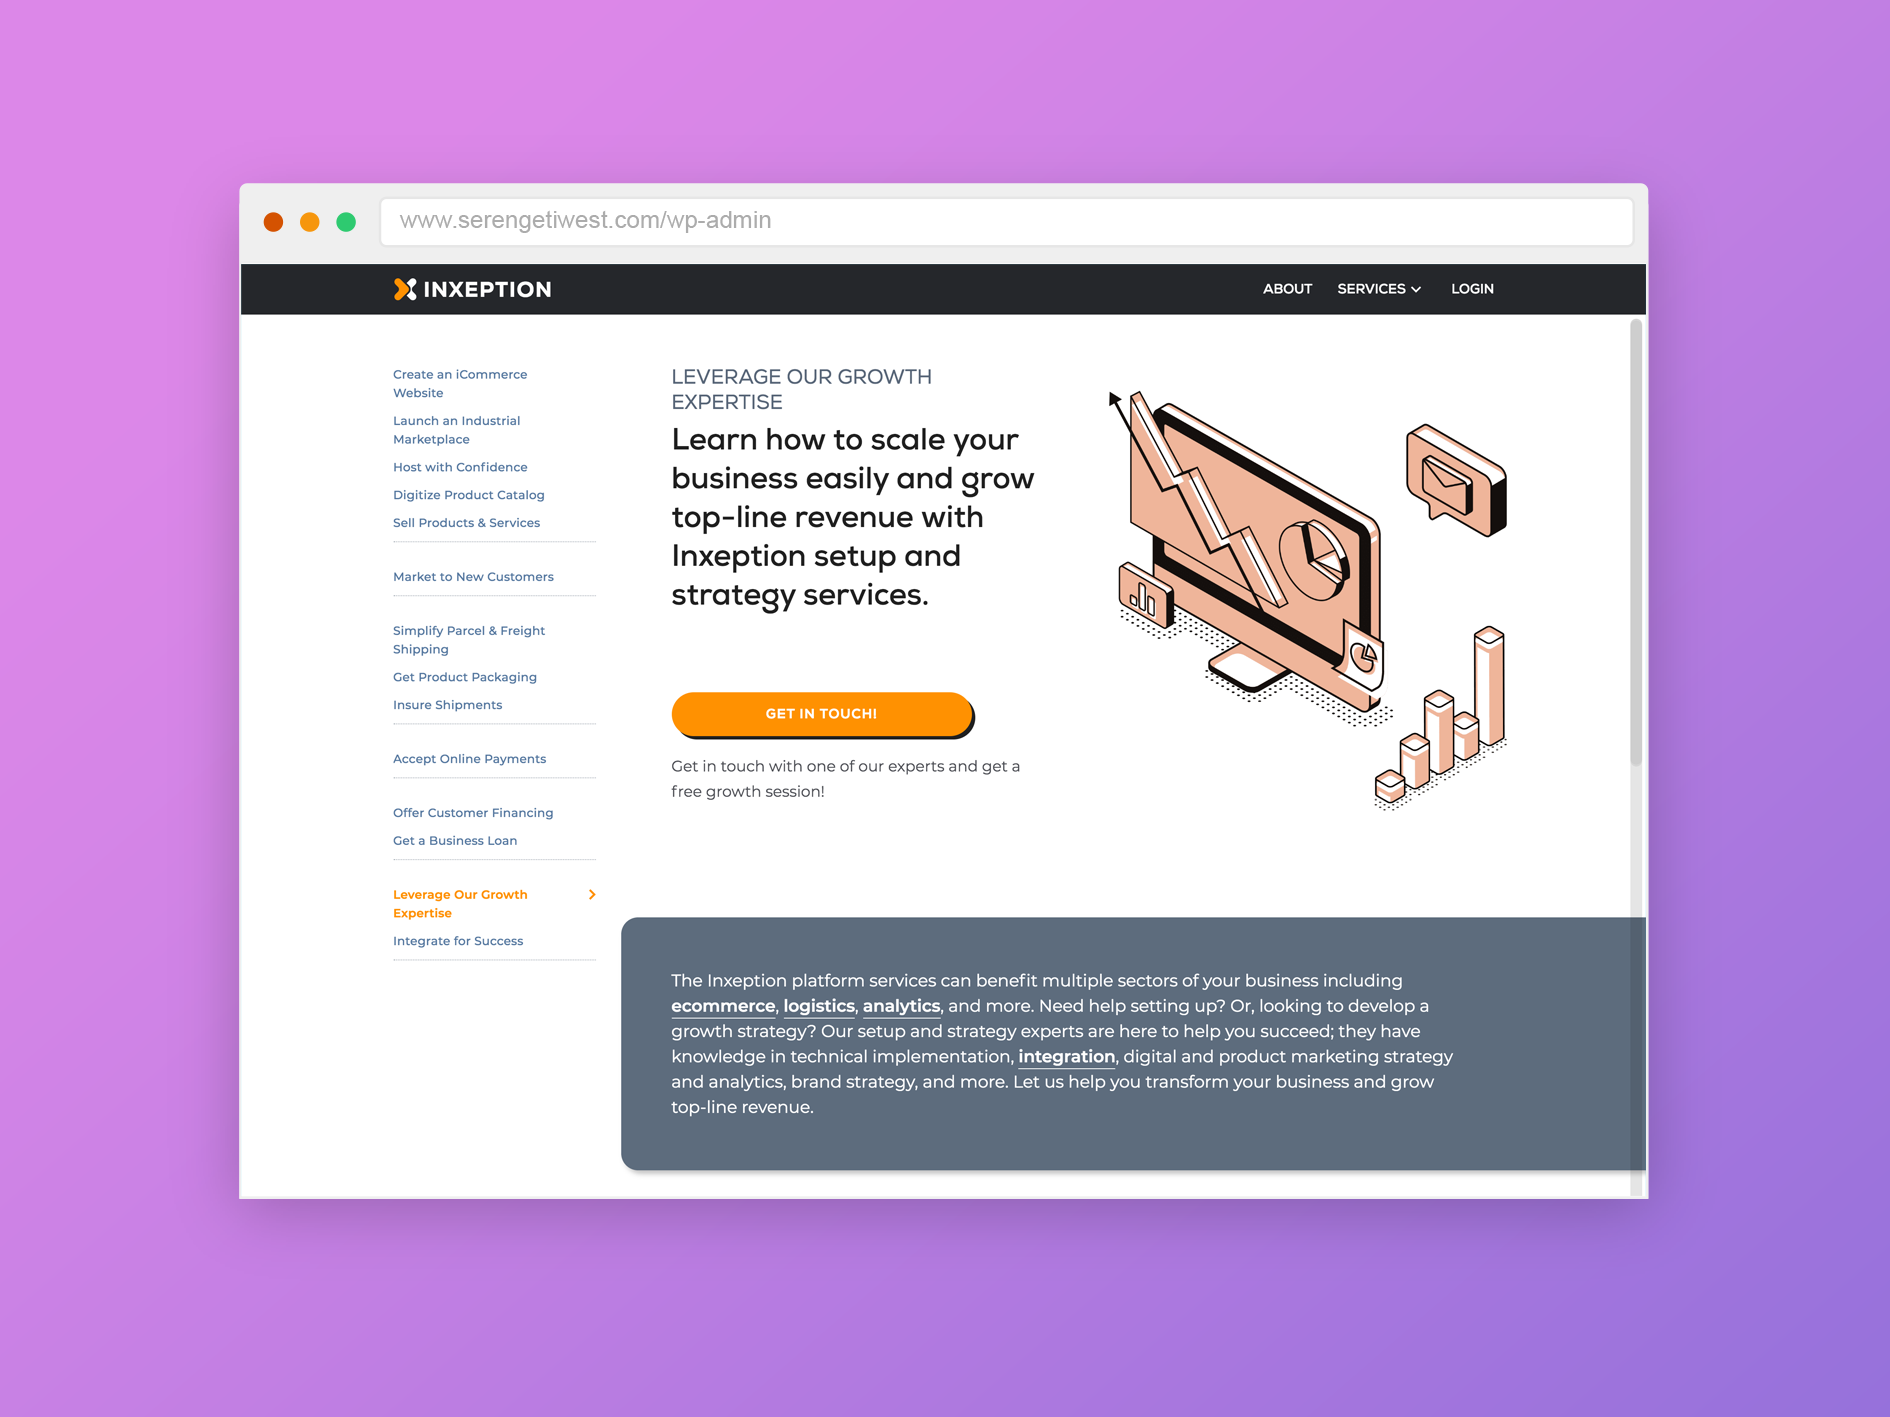 www.serengetiwest.com/wp-admin
INXEPTION
ABOUT SERVICES LOGIN
Create an iCommerce
Website
Launch an Industrial
Marketplace
Host with Confidence
Digitize Product Catalog
Sell Products & Services
Market to New Customers
Simplify Parcel & Freight
Shipping
Get Product Packaging
Insure Shipments
Accept Online Payments
Offer Customer Financing
Get a Business Loan
Leverage Our Growth
Expertise
Integrate for Success
LEVERAGE OUR GROWTH
EXPERTISE
Learn how to scale your
business easily and grow
top-line revenue with
Inxeption setup and
strategy services.
GET IN TOUCH!
Get in touch with one of our experts and get a
free growth session!
The Inxeption platform services can benefit multiple sectors of your business including
ecommerce, logistics, analytics, and more. Need help setting up? Or, looking to develop a
growth strategy? Our setup and strategy experts are here to help you succeed; they have
knowledge in technical implementation, integration, digital and product marketing strategy
and analytics, brand strategy, and more. Let us help you transform your business and grow
top-line revenue.